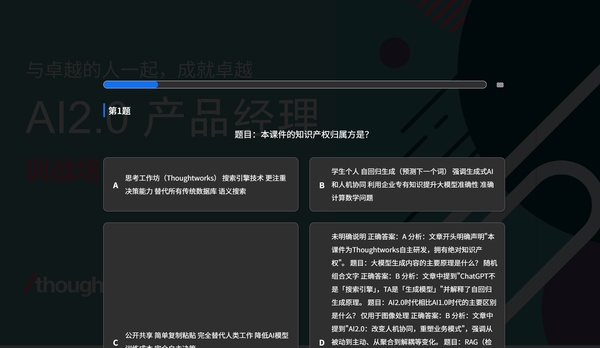 与卓越的人一起，成就卓越
AI2.0 产品经理
第1题
题目：本课件的知识产权归属方是？
A
思考工作坊（Thoughtworks） 搜索引擎技术 更注重
决策能力 替代所有传统数据库 语义搜索
B
学生个人 自回归生成（预测下一个词） 强调生成式AI
和人机协同 利用企业专有知识提升大模型准确性 准确
计算数学问题
C
公开共享 简单复制粘贴 完全替代人类工作 降低AI模型
D
未明确说明 正确答案：A 分析：文章开头明确声明"本
课件为Thoughtworks自主研发，拥有绝对知识产
权"。 题目：大模型生成内容的主要原理是什么？ 随机
组合文字 正确答案：B 分析：文章中提到"ChatGPT不
是「搜索引擎」，TA是「生成模型」"并解释了自回归
生成原理。 题目：AI2.0时代相比AI1.0时代的主要区别
是什么？ 仅用于图像处理 正确答案：B 分析：文章中
提到"AI2.0：改变人机协同，重塑业务模式"，强调从
被动到主动、从聚合到解耦等变化。 题目：RAG（检
/thought